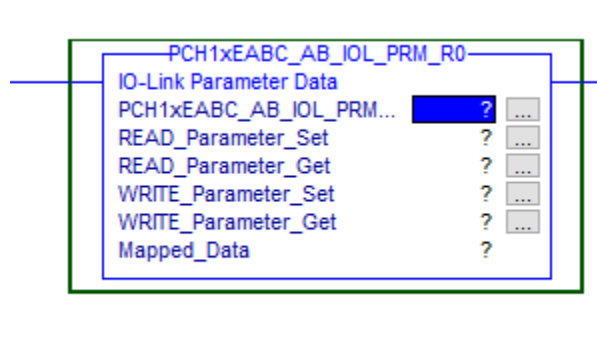 PCH1xEABC_AB_IOL_PRM_R0
IO-Link Parameter Data
PCH1xEABC_AB_IOL_PRM... ? ...
READ_Parameter_Set ? ...
READ_Parameter_Get ? ...
WRITE_Parameter_Set ? ...
WRITE_Parameter_Get ? ...
Mapped_Data ?